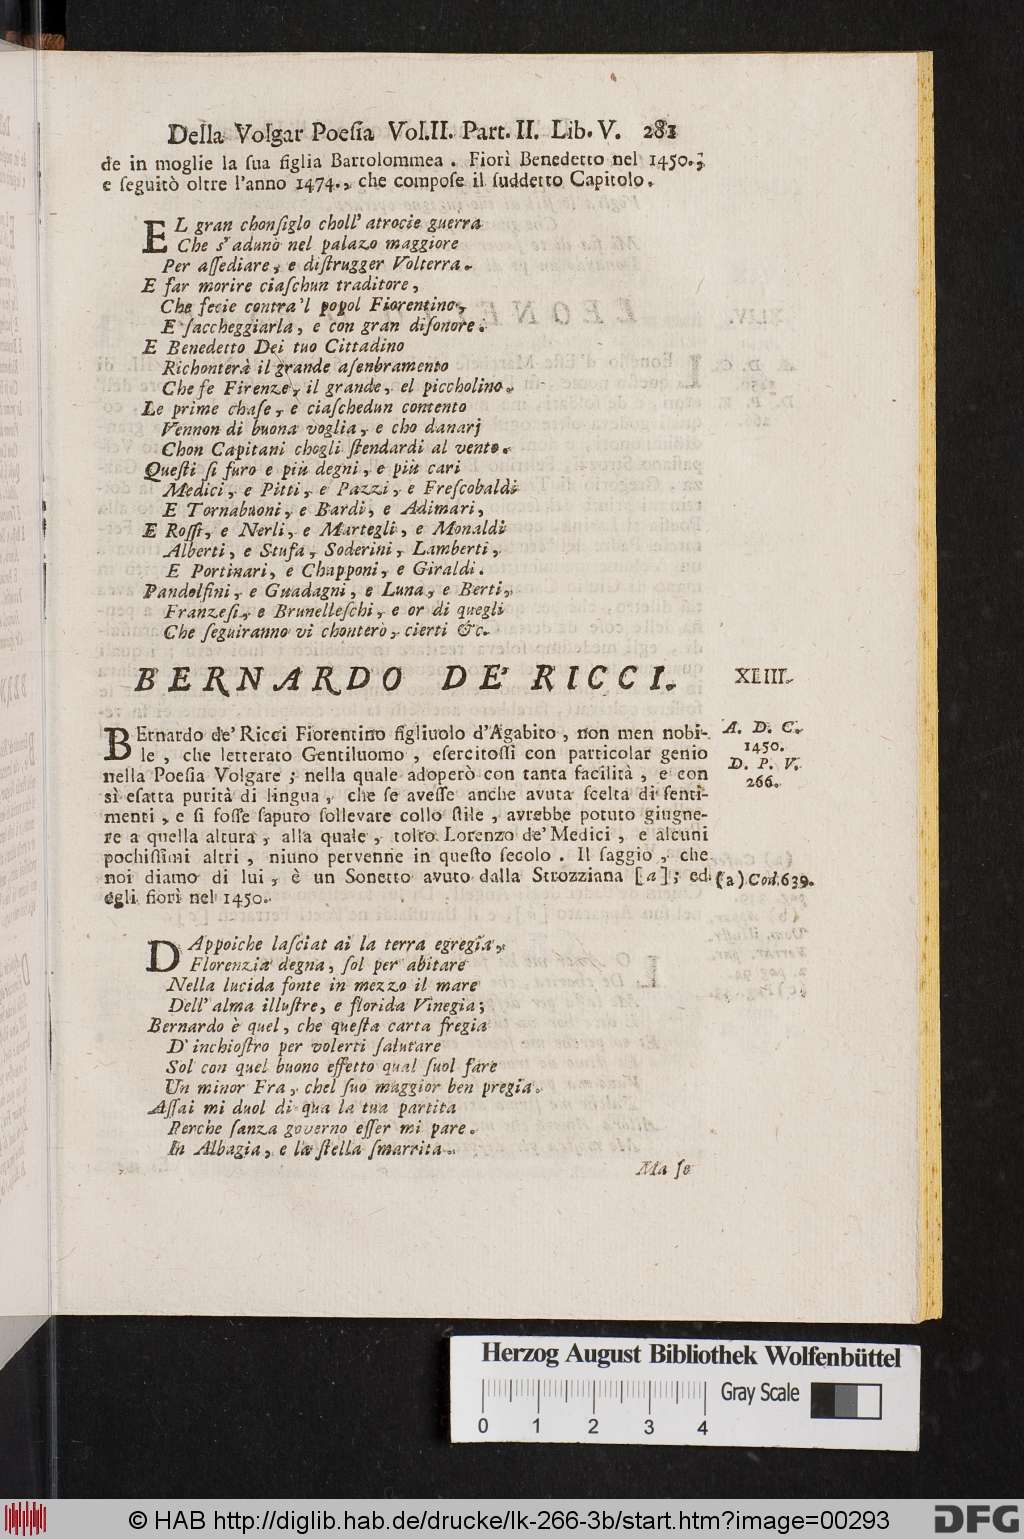 Della Volgar Poeſia Vol.II. Part. II. Lib. V. 281
de in moglie la ſua figlia Bartolommea. Fiorì Benedetto nel 1450.;
e ſeguitò oltre l'anno 1474., che compoſe il ſuddetto Capitolo.
EL gran chonſiglo choll' atrocie guerra
Che s'adunò nel palazo maggiore
Per aſſediare, e diſtrugger Volterra.
E far morire ciaſchun traditore,
Che fecie contra'l popol Fiorentino,
E ſaccheggiarla, e con gran diſonore.
E Benedetto Dei tuo Cittadino
Richonterà il grande aſenbramento
Che fe Firenze, il grande, el piccholino.
Le prime chaſe, e ciaſchedun contento
Vennon di buona voglia, e cho danarj
Chon Capitani chogli ſtendardi al vento.
Queſti ſi furo e più degni, e più cari
Medici, e Pitti, e Pazzi, e Freſcobaldi
E Tornabuoni, e Bardi, e Adimari,
E Roſſi, e Nerli, e Martegli, e Monaldi
Alberti, e Stufa, Soderini, Lamberti,
E Portinari, e Chapponi, e Giraldi.
Pandolfini, e Guadagni, e Luna, e Berti,
Franzeſi, e Brunelleſchi, e or di quegli
Che ſeguiranno vi chonterò, cierti &c.
BERNARDO DE' RICCI. XLIII.
BErnardo de' Ricci Fiorentino figliuolo d'Agabito, non men nobi-
le, che letterato Gentiluomo, eſercitoſſi con particolar genio
nella Poeſia Volgare; nella quale adoperò con tanta facilità, e con
sì eſatta purità di lingua, che ſe aveſſe anche avuta ſcelta di ſenti-
menti, e ſi foſſe ſaputo ſollevare collo ſtile, avrebbe potuto giugne-
re a quella altura, alla quale, tolto Lorenzo de' Medici, e alcuni
pochiſſimi altri, niuno pervenne in queſto ſecolo. Il ſaggio, che
noi diamo di lui, è un Sonetto avuto dalla Strozziana [a]; ed
egli fiorì nel 1450.
A. D. C.
1450.
D. P. V.
266.
(a) Cod. 639.
DAppoiche laſciat ai la terra egregia,
Florenzia degna, ſol per abitare
Nella lucida fonte in mezzo il mare
Dell' alma illuſtre, e florida Vinegia;
Bernardo è quel, che queſta carta fregia
D' inchioſtro per volerti ſalutare
Sol con quel buono effetto qual ſuol fare
Un minor Fra, chel ſuo maggior ben pregia.
Aſſai mi duol di qua la tua partita
Perche ſanza governo eſſer mi pare.
In Albagia, e la ſtella ſmarrita.
Ma ſe
Herzog August Bibliothek Wolfenbüttel
Gray Scale
0 1 2 3 4
© HAB http://diglib.hab.de/drucke/lk-266-3b/start.htm?image=00293
DFG